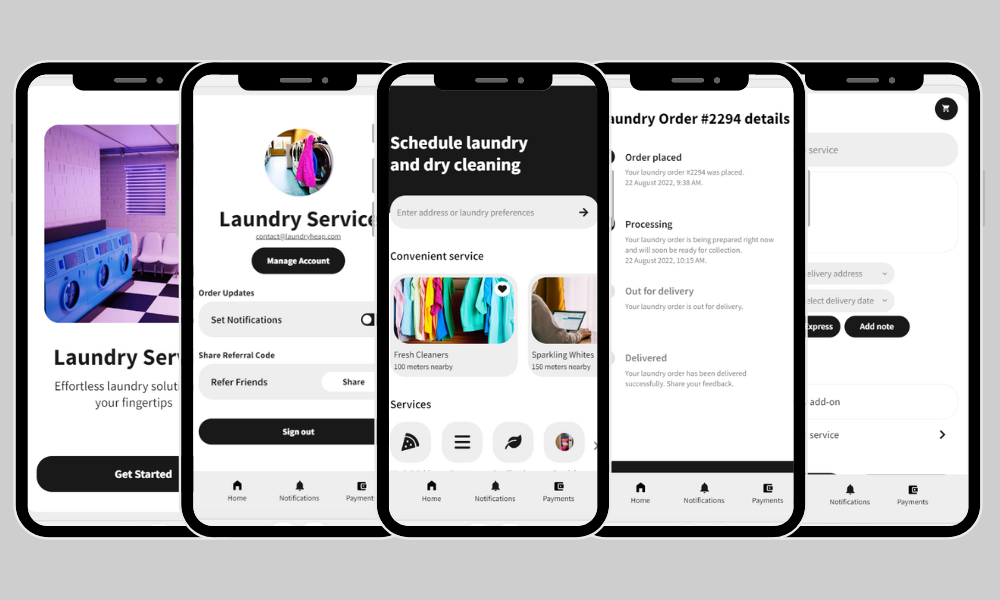 Laundry Ser
Effortless laundry solut
your fingertips
Get Started
Laundry Service
contact@laundryheap.com
Manage Account
Order Updates
Set Notifications
Share Referral Code
Refer Friends
Share
Sign out
Home
Notifications
Payment
Schedule laundry
and dry cleaning
Enter address or laundry preferences
Convenient service
Fresh Cleaners
100 meters nearby
Sparkling Whites
150 meters nearby
Services
Home
Notifications
Payments
aundry Order #2294 details
Order placed
Your laundry order #2294 was placed.
22 August 2022, 9:38 AM.
Processing
Your laundry order is being prepared right now
and will soon be ready for collection.
22 August 2022, 10:15 AM.
Out for delivery
Your laundry order is out for delivery.
Delivered
Your laundry order has been delivered
successfully. Share your feedback.
Home
Notifications
Payments
service
elivery address
elect delivery date
xpress
Add note
add-on
service
Notifications
Payments